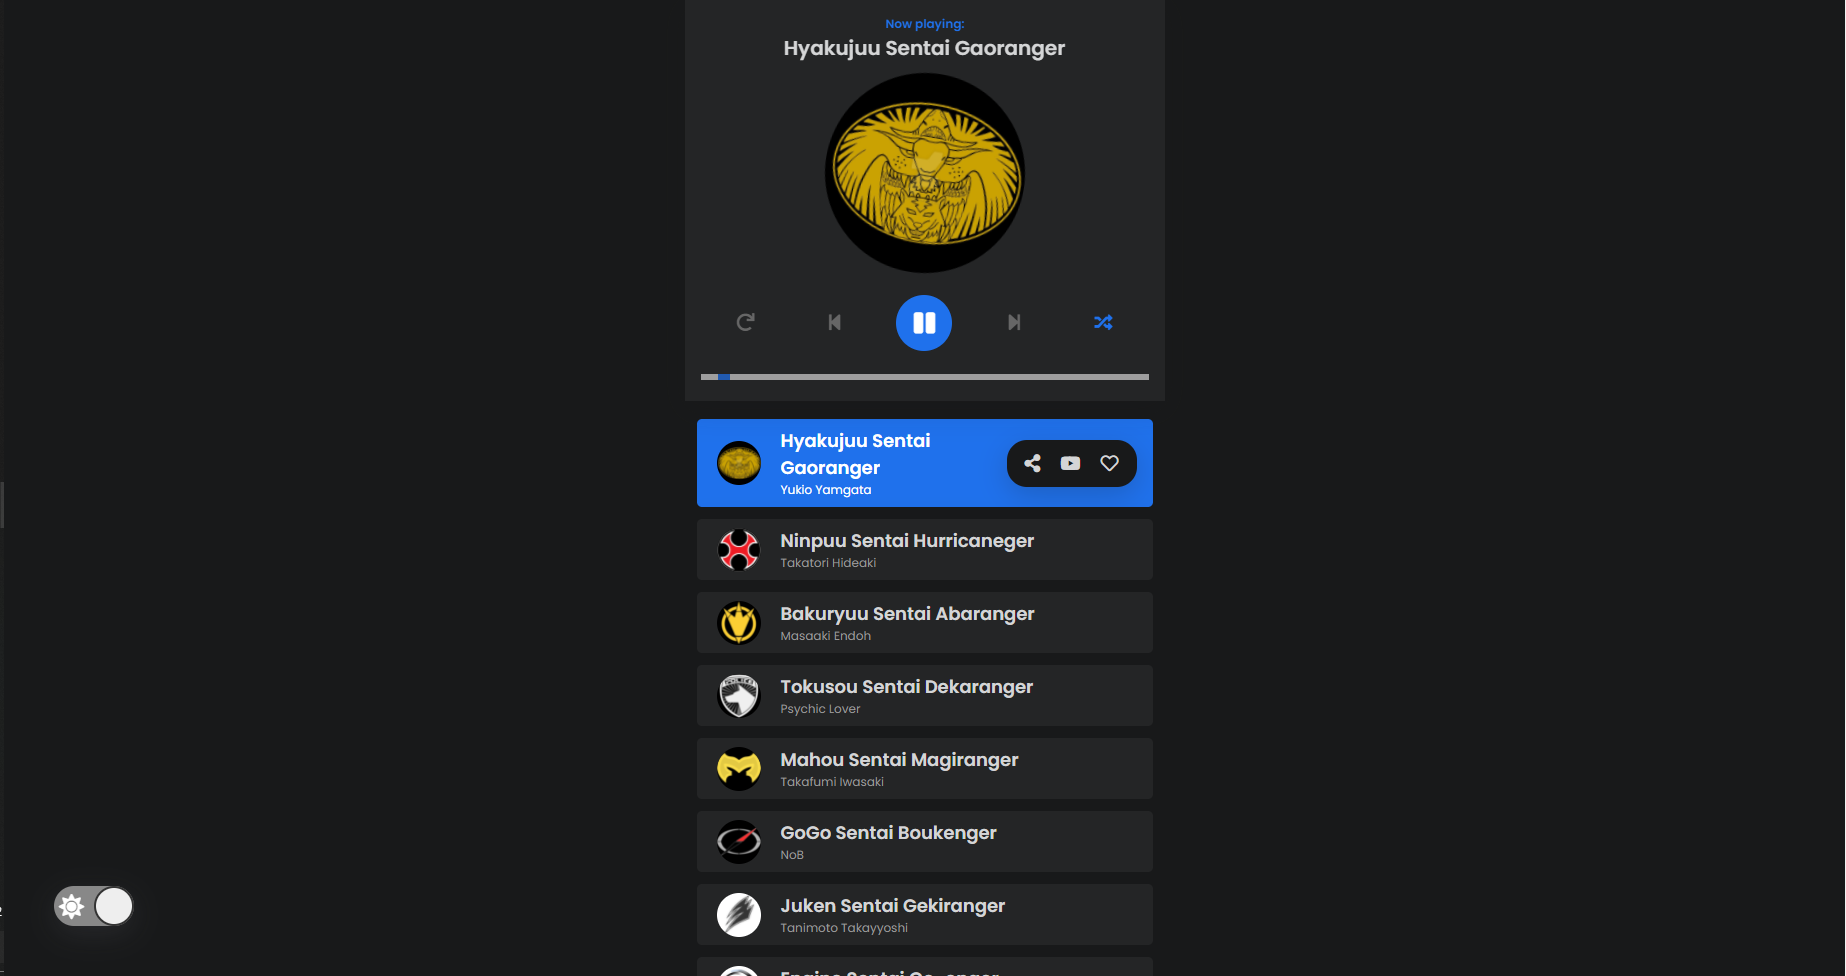 Now playing:
Hyakujuu Sentai Gaoranger
Hyakujuu Sentai
Gaoranger
Yukio Yamgata
Ninpuu Sentai Hurricaneger
Takatori Hideaki
Bakuryuu Sentai Abaranger
Masaaki Endoh
Tokusou Sentai Dekaranger
Psychic Lover
Mahou Sentai Magiranger
Takafumi Iwasaki
GoGo Sentai Boukenger
NoB
Juken Sentai Gekiranger
Tanimoto Takayyoshi
Engine Sentai